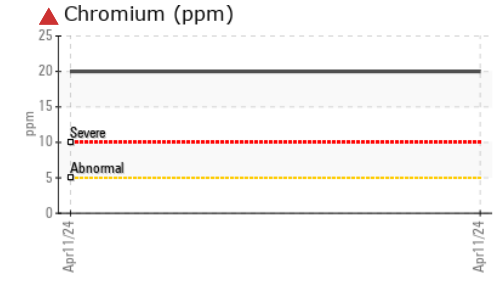 Chromium (ppm)
25
20
15
10
5
0
ppm
Severe
Abnormal
Apr11/24
Apr11/24